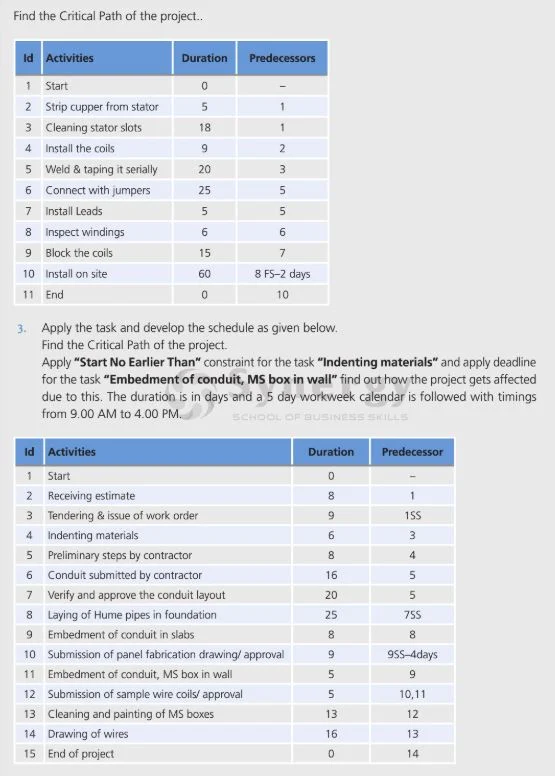 Find the Critical Path of the project..
Id Activities Duration Predecessors
1 Start 0 –
2 Strip cupper from stator 5 1
3 Cleaning stator slots 18 1
4 Install the coils 9 2
5 Weld & taping it serially 20 3
6 Connect with jumpers 25 5
7 Install Leads 5 5
8 Inspect windings 6 6
9 Block the coils 15 7
10 Install on site 60 8 FS–2 days
11 End 0 10
3. Apply the task and develop the schedule as given below.
Find the Critical Path of the project.
Apply "Start No Earlier Than" constraint for the task "Indenting materials" and apply deadline
for the task "Embedment of conduit, MS box in wall" find out how the project gets affected
due to this. The duration is in days and a 5 day workweek calendar is followed with timings
from 9.00 AM to 4.00 PM.
Synergy
SCHOOL OF BUSINESS SKILLS
Id Activities Duration Predecessor
1 Start 0 –
2 Receiving estimate 8 1
3 Tendering & issue of work order 9 1SS
4 Indenting materials 6 3
5 Preliminary steps by contractor 8 4
6 Conduit submitted by contractor 16 5
7 Verify and approve the conduit layout 20 5
8 Laying of Hume pipes in foundation 25 7SS
9 Embedment of conduit in slabs 8 8
10 Submission of panel fabrication drawing/ approval 9 9SS–4days
11 Embedment of conduit, MS box in wall 5 9
12 Submission of sample wire coils/ approval 5 10,11
13 Cleaning and painting of MS boxes 13 12
14 Drawing of wires 16 13
15 End of project 0 14